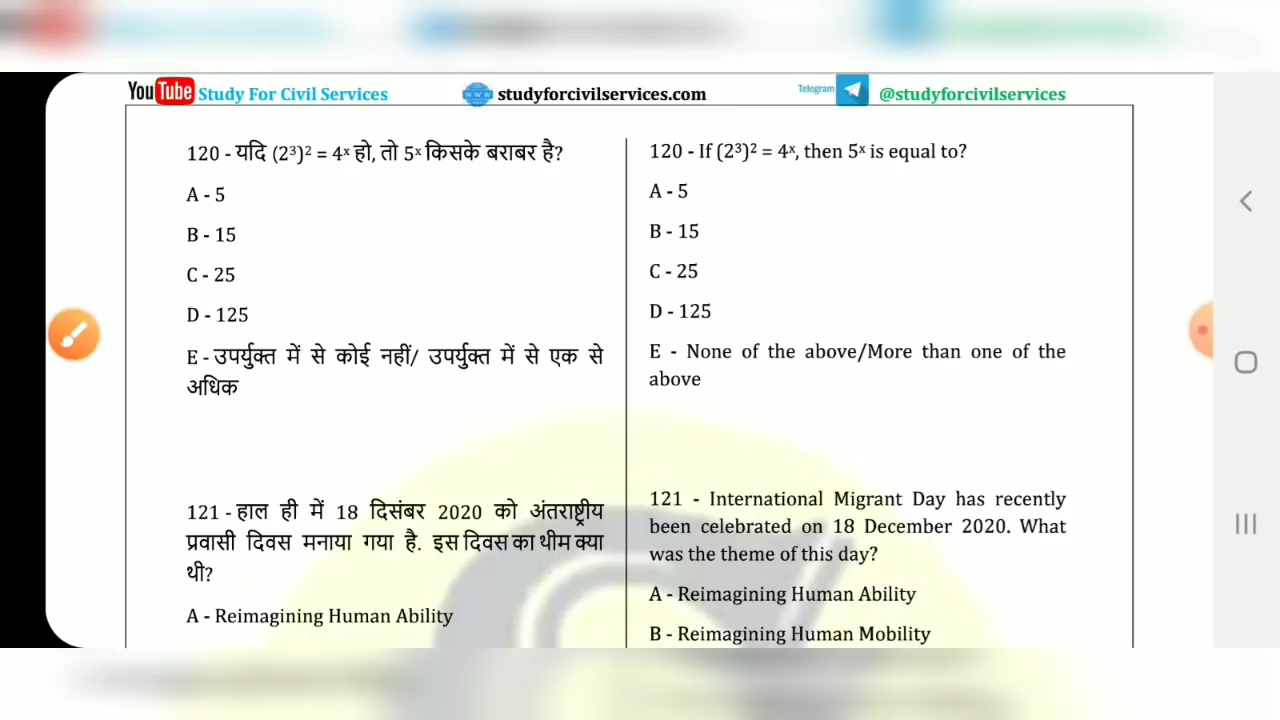 YouTube Study For Civil Services
www studyforcivilservices.com
Telegram @studyforcivilservices
120 - यदि (2³)² = 4ˣ हो, तो 5ˣ किसके बराबर है?
A - 5
B - 15
C - 25
D - 125
E - उपर्युक्त में से कोई नहीं/ उपर्युक्त में से एक से
अधिक
121 - हाल ही में 18 दिसंबर 2020 को अंतराष्ट्रीय
प्रवासी दिवस मनाया गया है. इस दिवस का थीम क्या
थी?
A - Reimagining Human Ability
120 - If (2³)² = 4ˣ, then 5ˣ is equal to?
A - 5
B - 15
C - 25
D - 125
E - None of the above/More than one of the
above
121 - International Migrant Day has recently
been celebrated on 18 December 2020. What
was the theme of this day?
A - Reimagining Human Ability
B - Reimagining Human Mobility